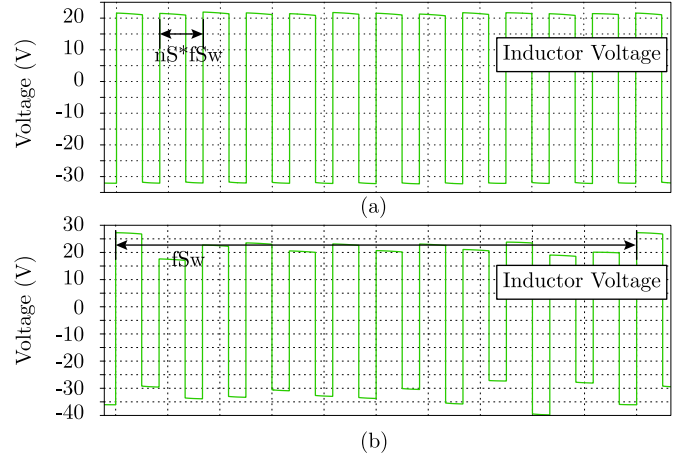 20
10
0
-10
-20
-30
Voltage (V)
nS*fSw
Inductor Voltage
(a)
30
20
10
0
-10
-20
-30
-40
Voltage (V)
fSw
Inductor Voltage
(b)